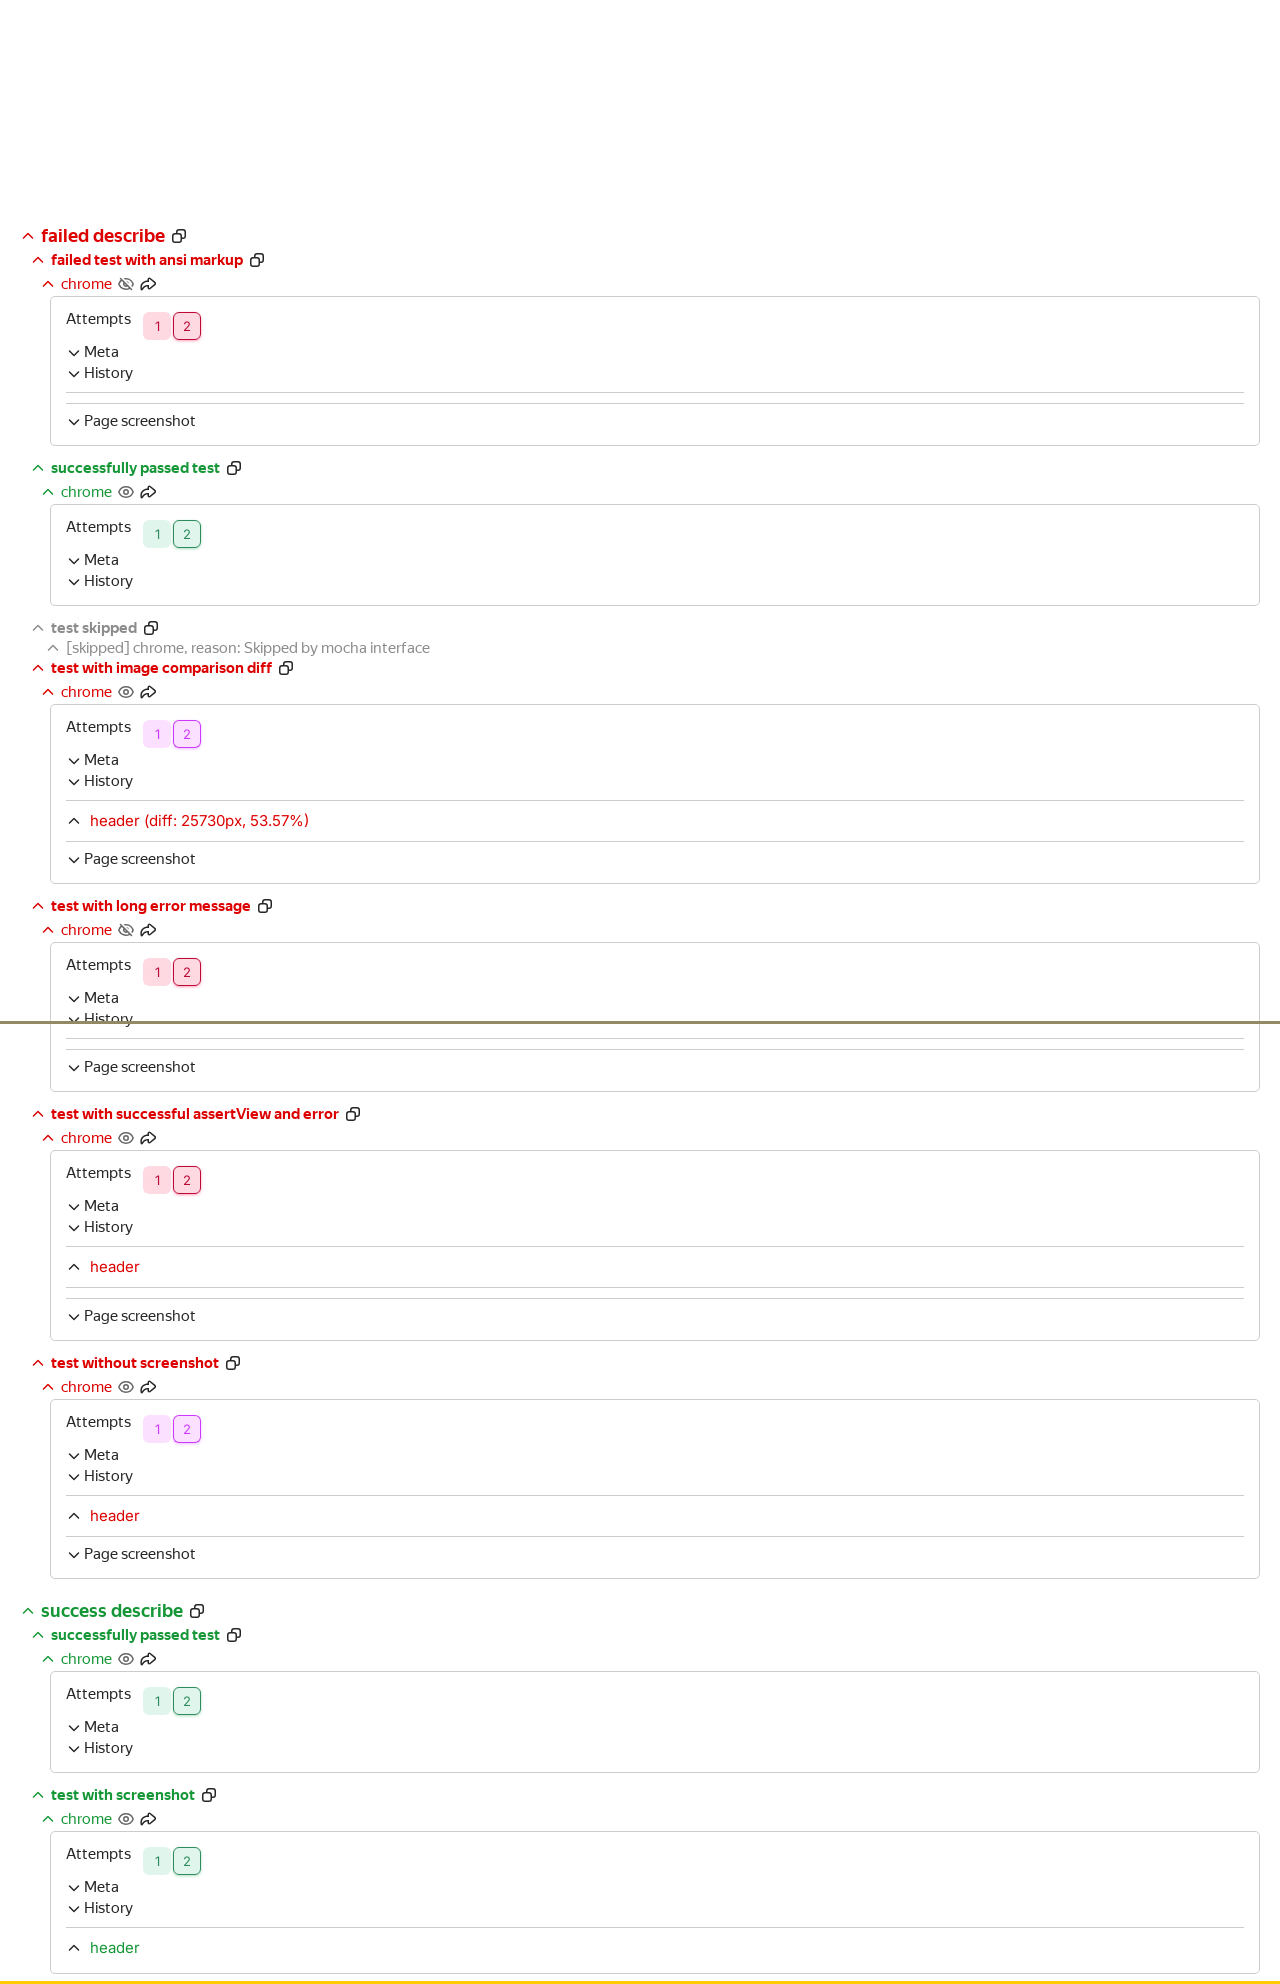 failed describe
failed test with ansi markup
chrome
Attempts 1 2
Meta
History
Page screenshot
successfully passed test
chrome
Attempts 1 2
Meta
History
test skipped
[skipped] chrome, reason: Skipped by mocha interface
test with image comparison diff
chrome
Attempts 1 2
Meta
History
header (diff: 25730px, 53.57%)
Page screenshot
test with long error message
chrome
Attempts 1 2
Meta
History
Page screenshot
test with successful assertView and error
chrome
Attempts 1 2
Meta
History
header
Page screenshot
test without screenshot
chrome
Attempts 1 2
Meta
History
header
Page screenshot
success describe
successfully passed test
chrome
Attempts 1 2
Meta
History
test with screenshot
chrome
Attempts 1 2
Meta
History
header